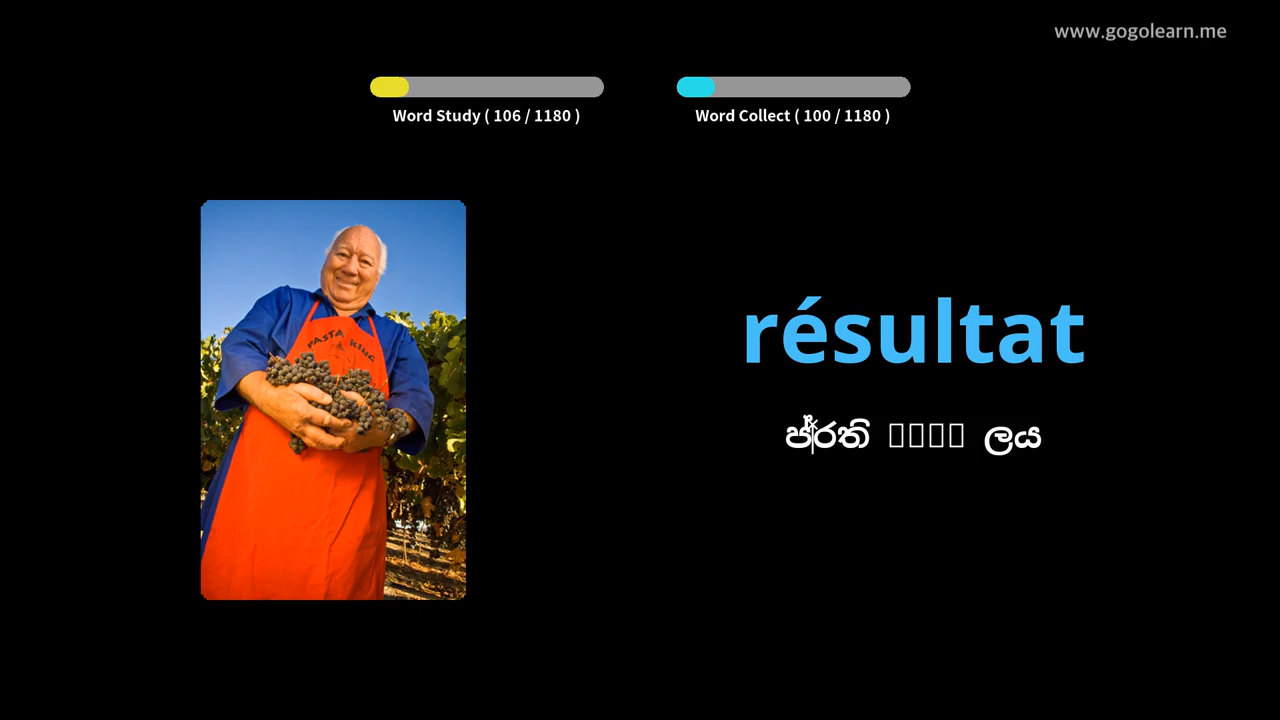 www.gogolearn.me
Word Study ( 106 / 1180 )
Word Collect ( 100 / 1180 )
PASTA KING
résultat
ප්රති ලය